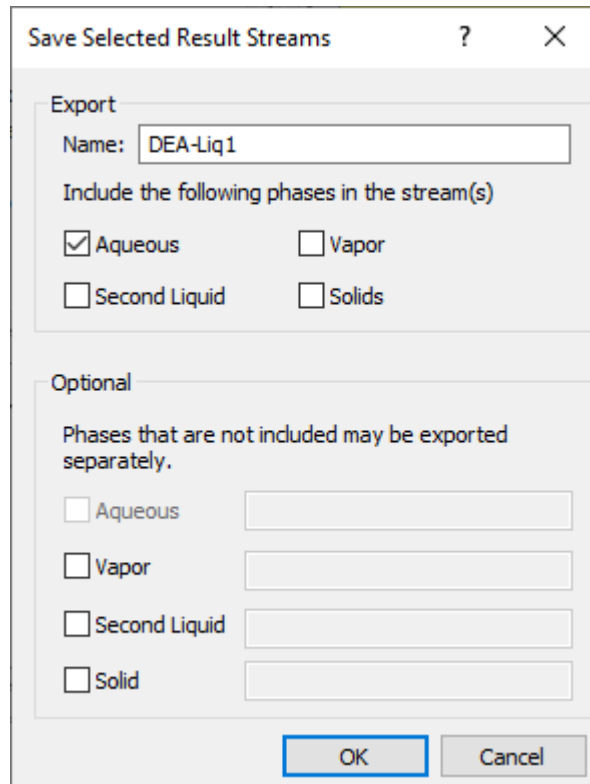 Save Selected Result Streams ?
Export
Name: DEA-Liq1
Include the following phases in the stream(s)
Aqueous Vapor
Second Liquid Solids
Optional
Phases that are not included may be exported
separately.
Aqueous
Vapor
Second Liquid
Solid
OK Cancel